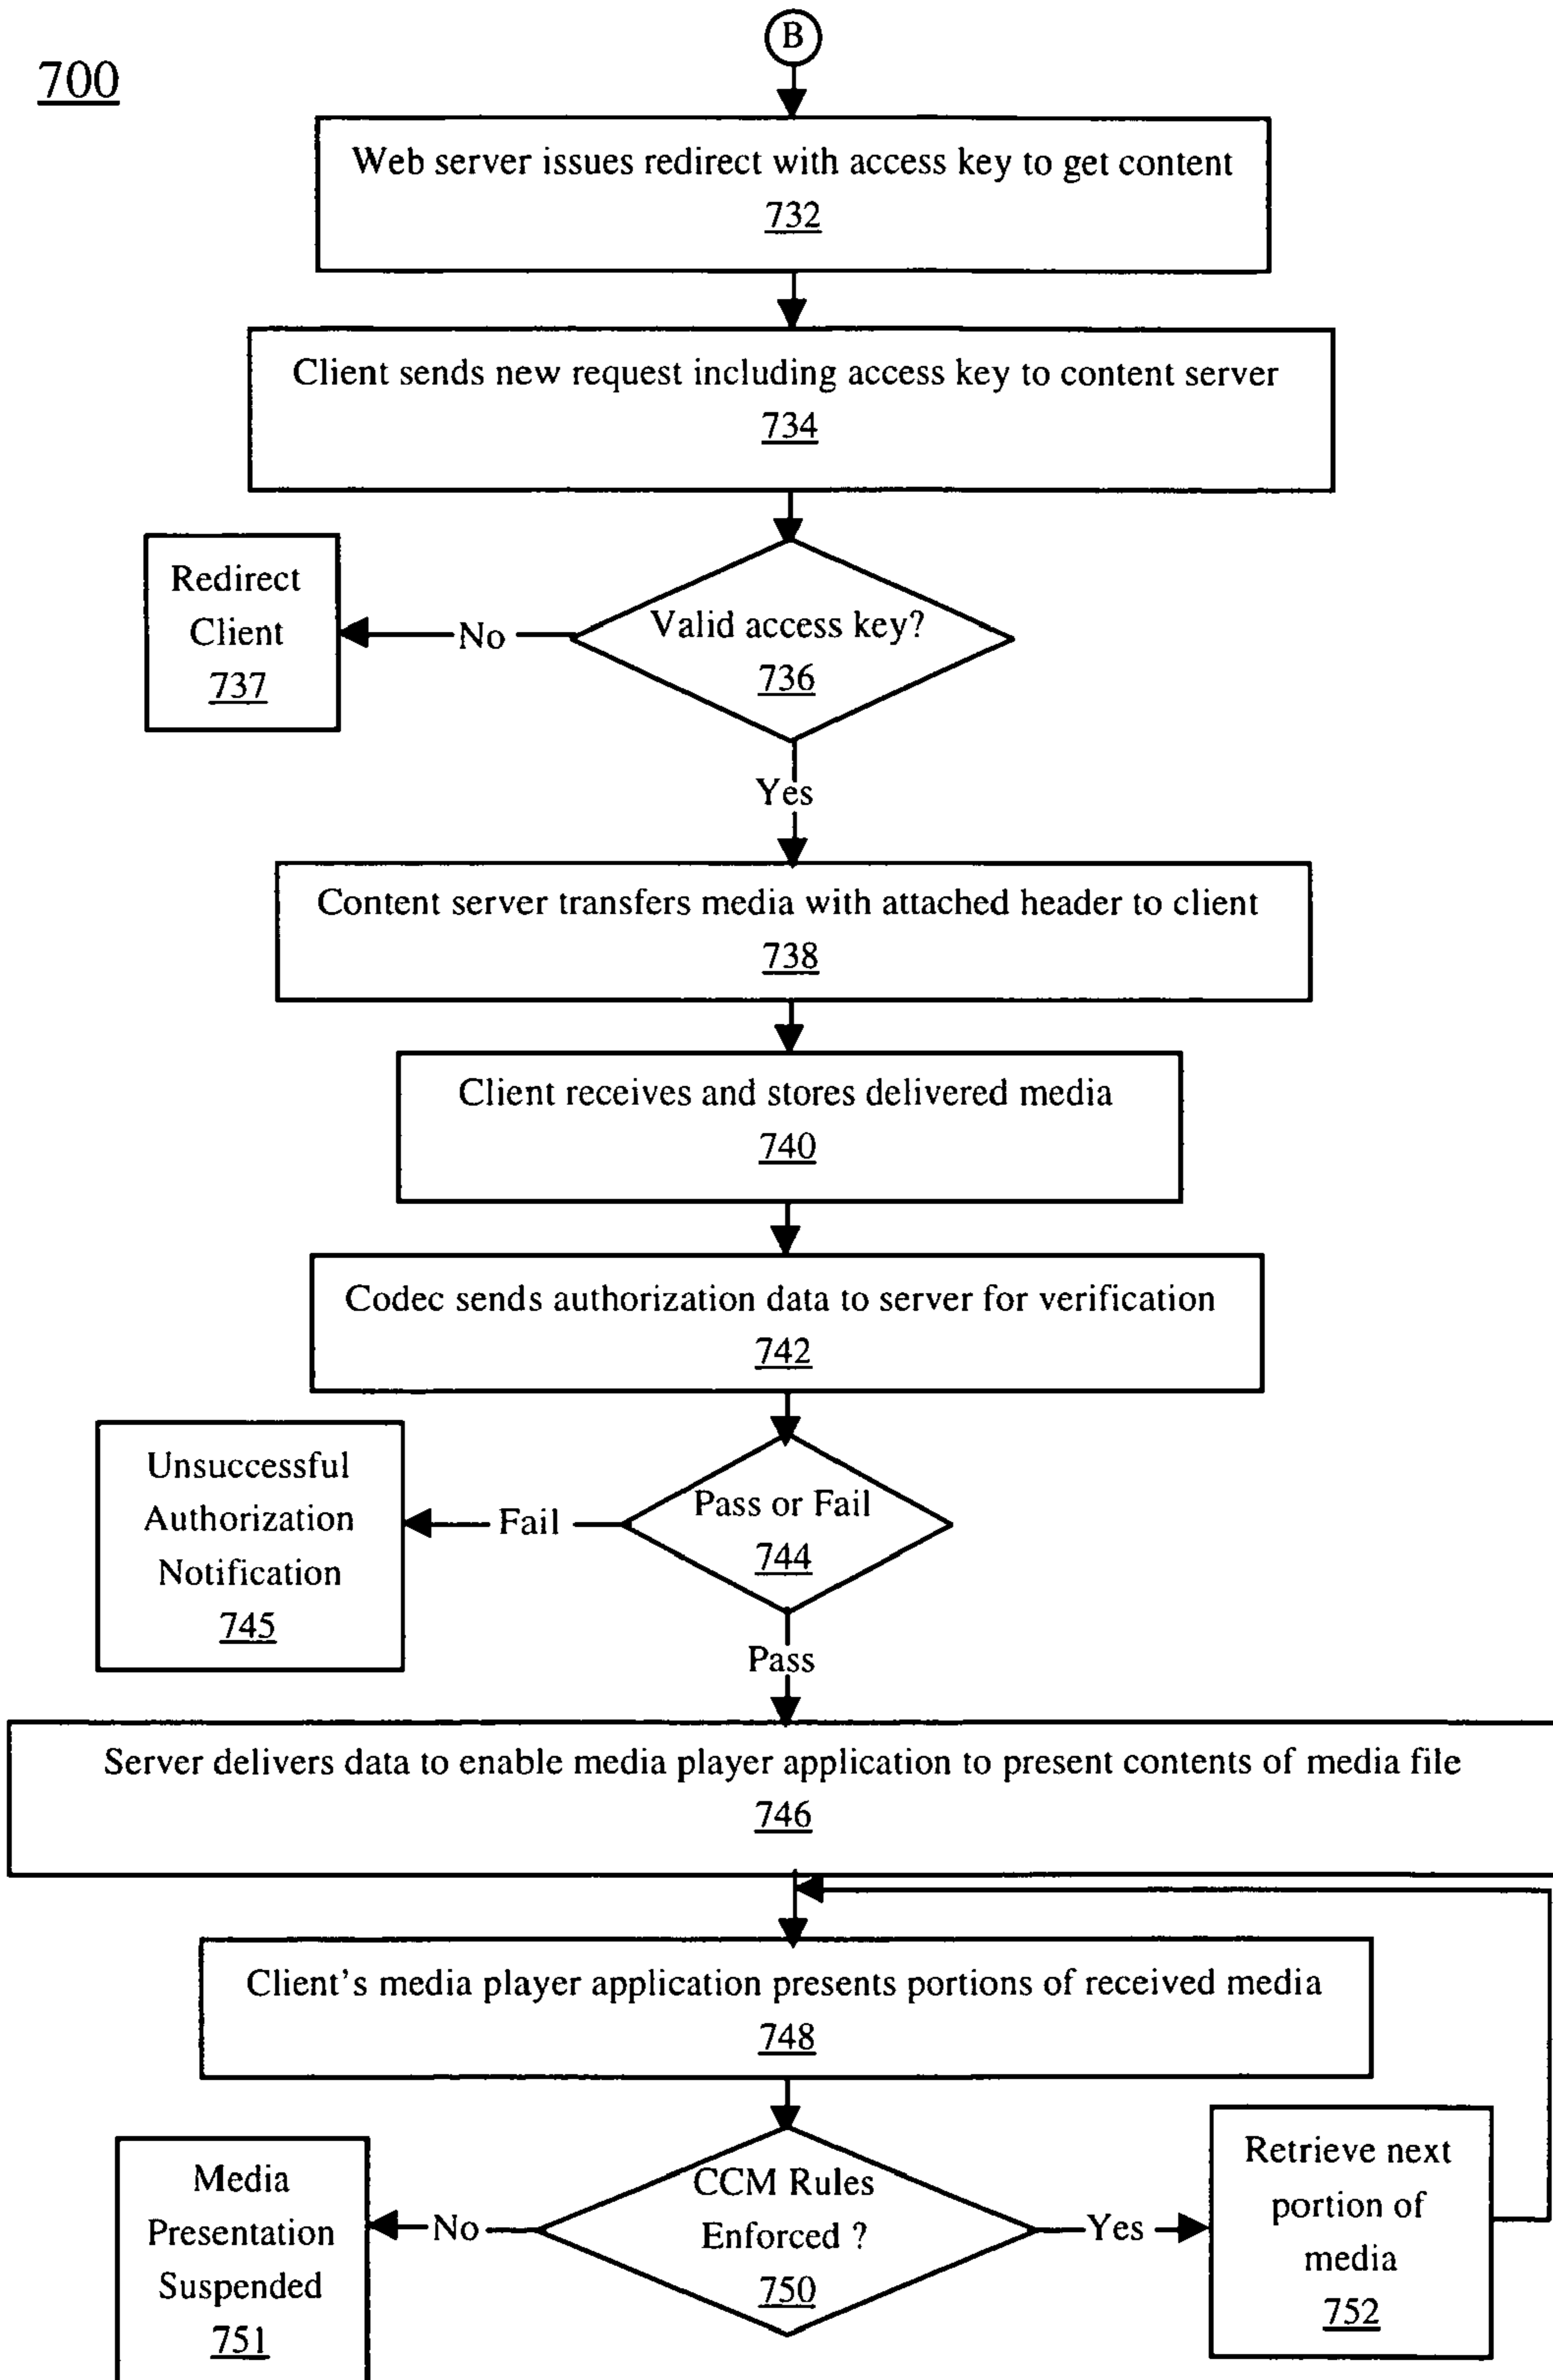 B
700
Web server issues redirect with access key to get content
732
Client sends new request including access key to content server
734
Redirect
Client
737
No
Valid access key?
736
Yes
Content server transfers media with attached header to client
738
Client receives and stores delivered media
740
Codec sends authorization data to server for verification
742
Unsuccessful
Authorization
Notification
745
Fail
Pass or Fail
744
Pass
Server delivers data to enable media player application to present contents of media file
746
Client's media player application presents portions of received media
748
Media
Presentation
Suspended
751
No
CCM Rules
Enforced ?
750
Yes
Retrieve next
portion of
media
752